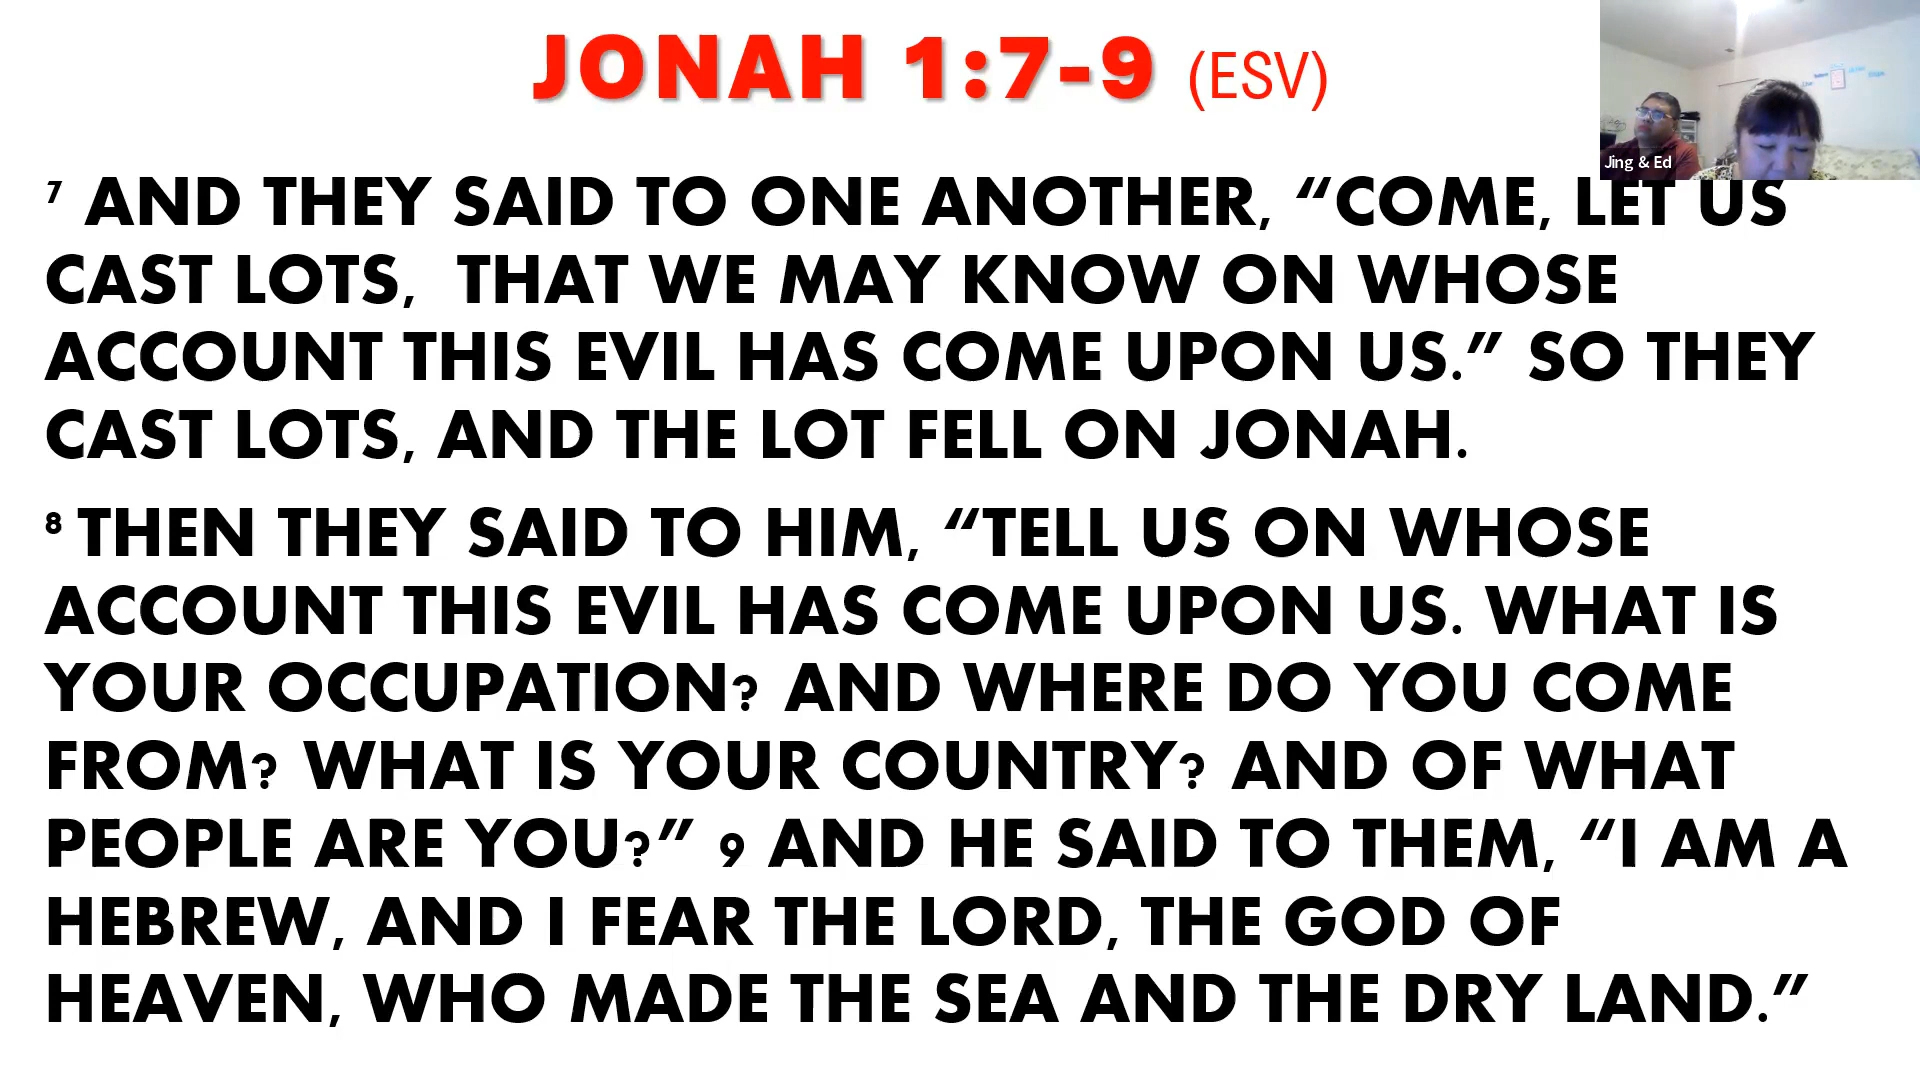 JONAH 1:7-9 (ESV)
Jing & Ed
7 AND THEY SAID TO ONE ANOTHER, “COME, LET US
CAST LOTS, THAT WE MAY KNOW ON WHOSE
ACCOUNT THIS EVIL HAS COME UPON US.” SO THEY
CAST LOTS, AND THE LOT FELL ON JONAH.
8 THEN THEY SAID TO HIM, “TELL US ON WHOSE
ACCOUNT THIS EVIL HAS COME UPON US. WHAT IS
YOUR OCCUPATION? AND WHERE DO YOU COME
FROM? WHAT IS YOUR COUNTRY? AND OF WHAT
PEOPLE ARE YOU?” 9 AND HE SAID TO THEM, “I AM A
HEBREW, AND I FEAR THE LORD, THE GOD OF
HEAVEN, WHO MADE THE SEA AND THE DRY LAND.”